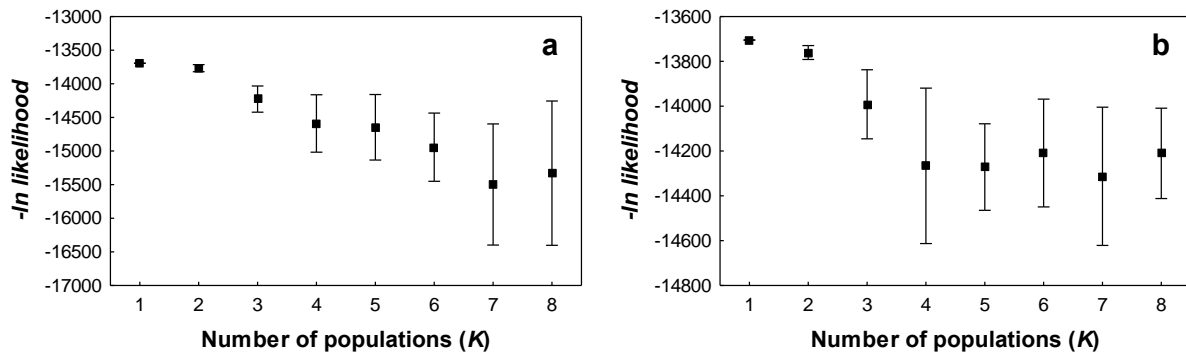 -13000
-13500
-14000
-14500
-15000
-15500
-16000
-16500
-17000
-ln likelihood
a
1 2 3 4 5 6 7 8
Number of populations (K)
-13600
-13800
-14000
-14200
-14400
-14600
-14800
-ln likelihood
b
1 2 3 4 5 6 7 8
Number of populations (K)